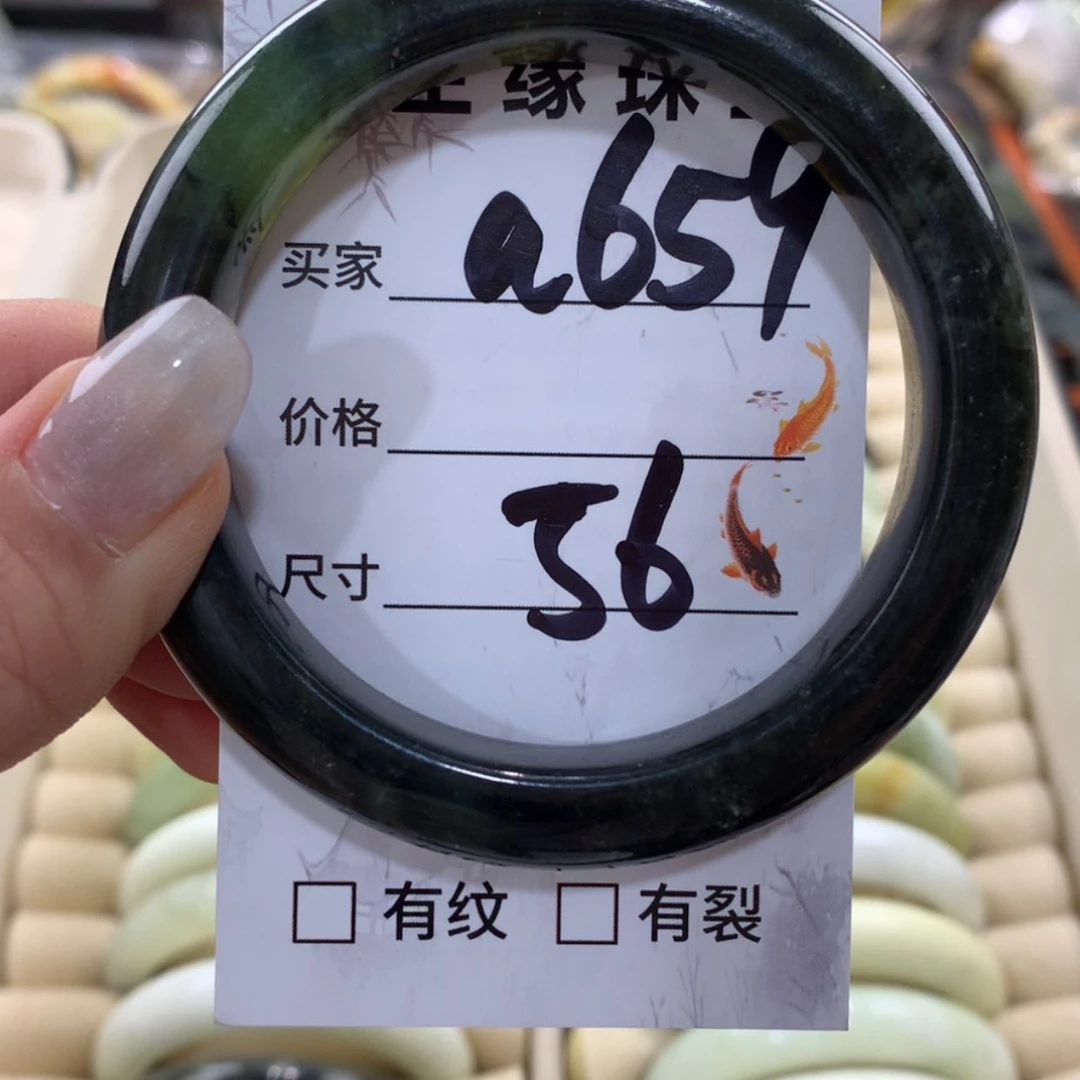 缘珠
买家 a659
价格
尺寸 56
有纹 有裂